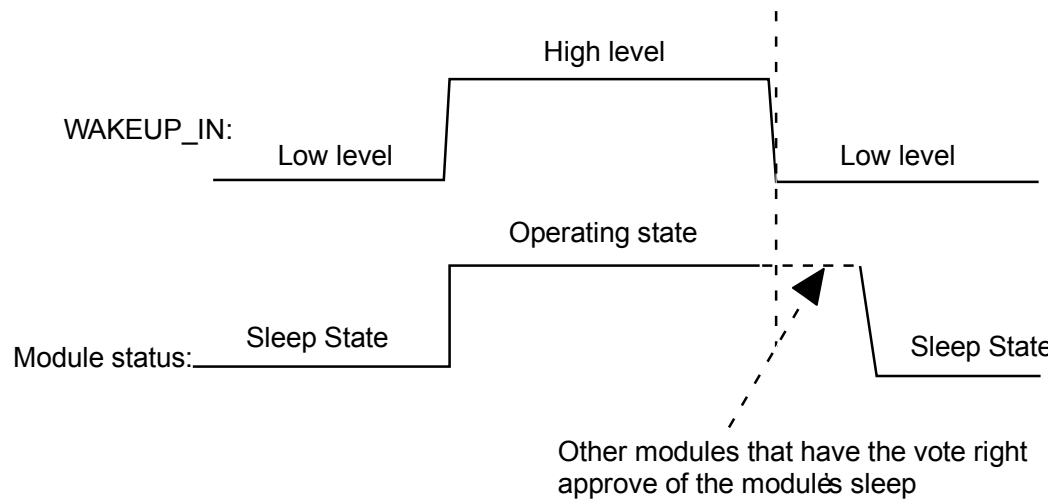 High level
WAKEUP_IN:
Low level
Low level
Operating state
Sleep State
Module status:
Sleep State
Other modules that have the vote right
approve of the module's sleep